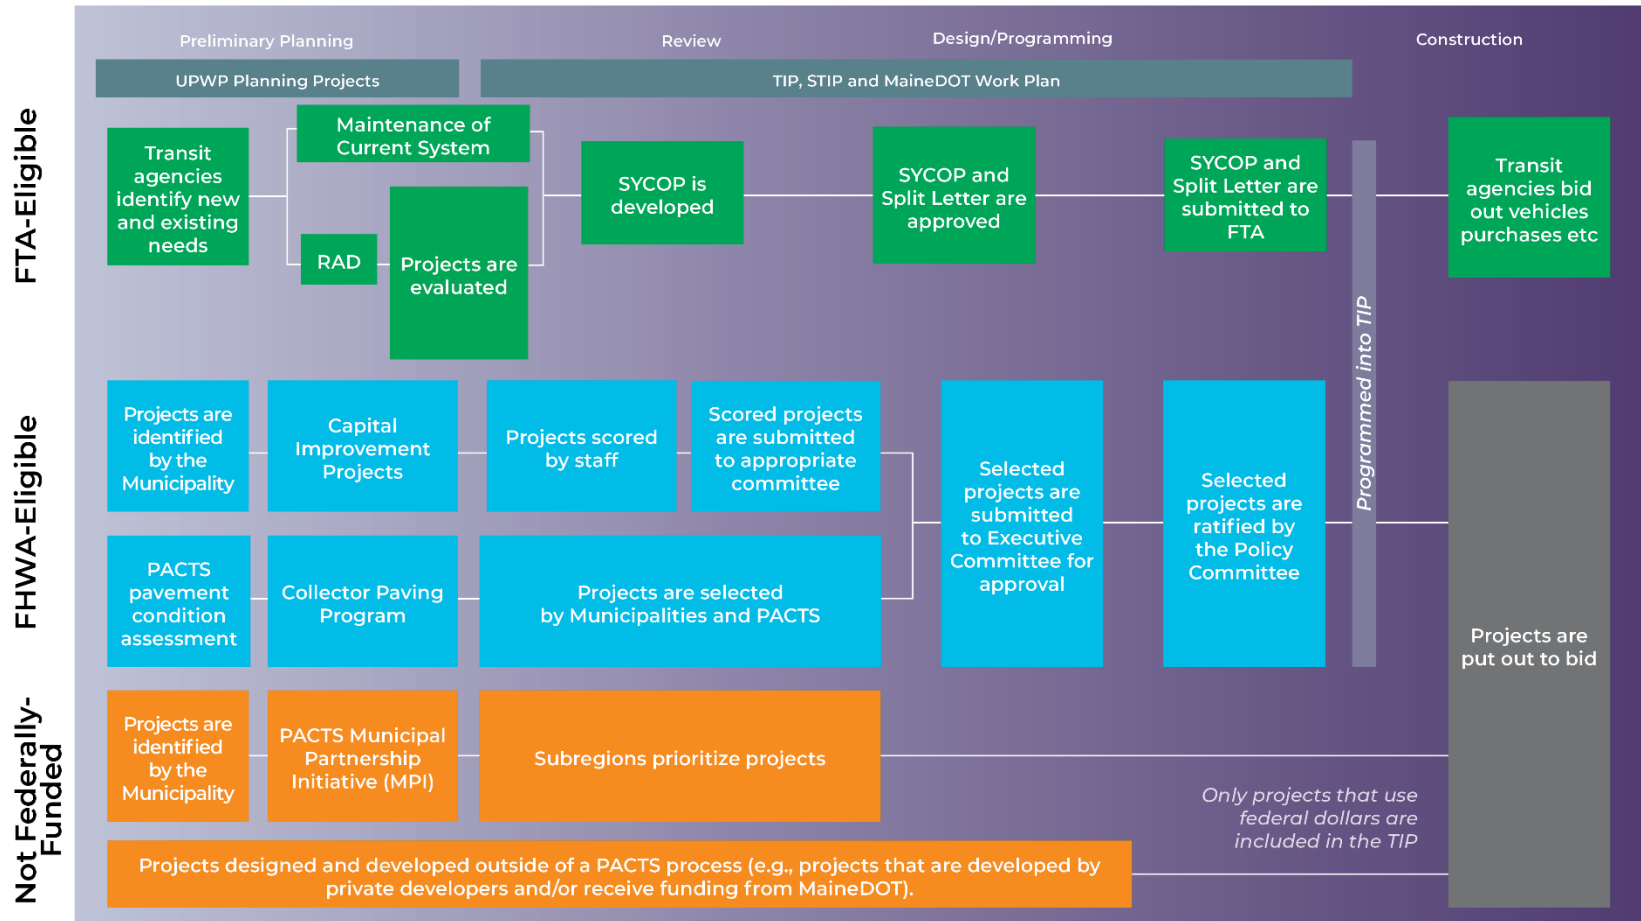 Preliminary Planning
Review
Design/Programming
Construction
UPWP Planning Projects
TIP, STIP and MaineDOT Work Plan
FTA-Eligible
Transit
agencies
identify new
and existing
needs
Maintenance of
Current System
RAD
Projects are
evaluated
SYCOP is
developed
SYCOP and
Split Letter are
approved
SYCOP and
Split Letter are
submitted to
FTA
Programmed into TIP
Transit
agencies bid
out vehicles
purchases etc
FHWA-Eligible
Projects are
identified
by the
Municipality
Capital
Improvement
Projects
Projects scored
by staff
Scored projects
are submitted
to appropriate
committee
PACTS
pavement
condition
assessment
Collector Paving
Program
Projects are selected
by Municipalities and PACTS
Selected
projects are
submitted
to Executive
Committee for
approval
Selected
projects are
ratified by
the Policy
Committee
Projects are
put out to bid
Not Federally-
Funded
Projects are
identified
by the
Municipality
PACTS Municipal
Partnership
Initiative (MPI)
Subregions prioritize projects
Only projects that use
federal dollars are
included in the TIP
Projects designed and developed outside of a PACTS process (e.g., projects that are developed by
private developers and/or receive funding from MaineDOT).